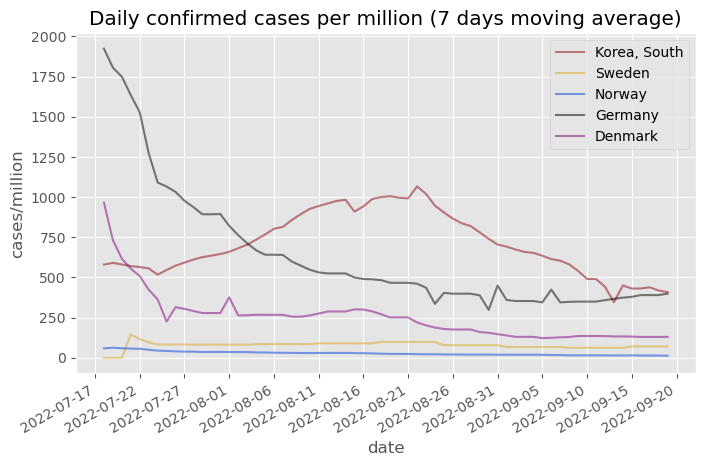 Daily confirmed cases per million (7 days moving average)
2000
1750
1500
1250
1000
750
500
250
0
cases/million
Korea, South
Sweden
Norway
Germany
Denmark
2022-07-17
2022-07-22
2022-07-27
2022-08-01
2022-08-06
2022-08-11
2022-08-16
2022-08-21
2022-08-26
2022-08-31
2022-09-05
2022-09-10
2022-09-15
2022-09-20
date